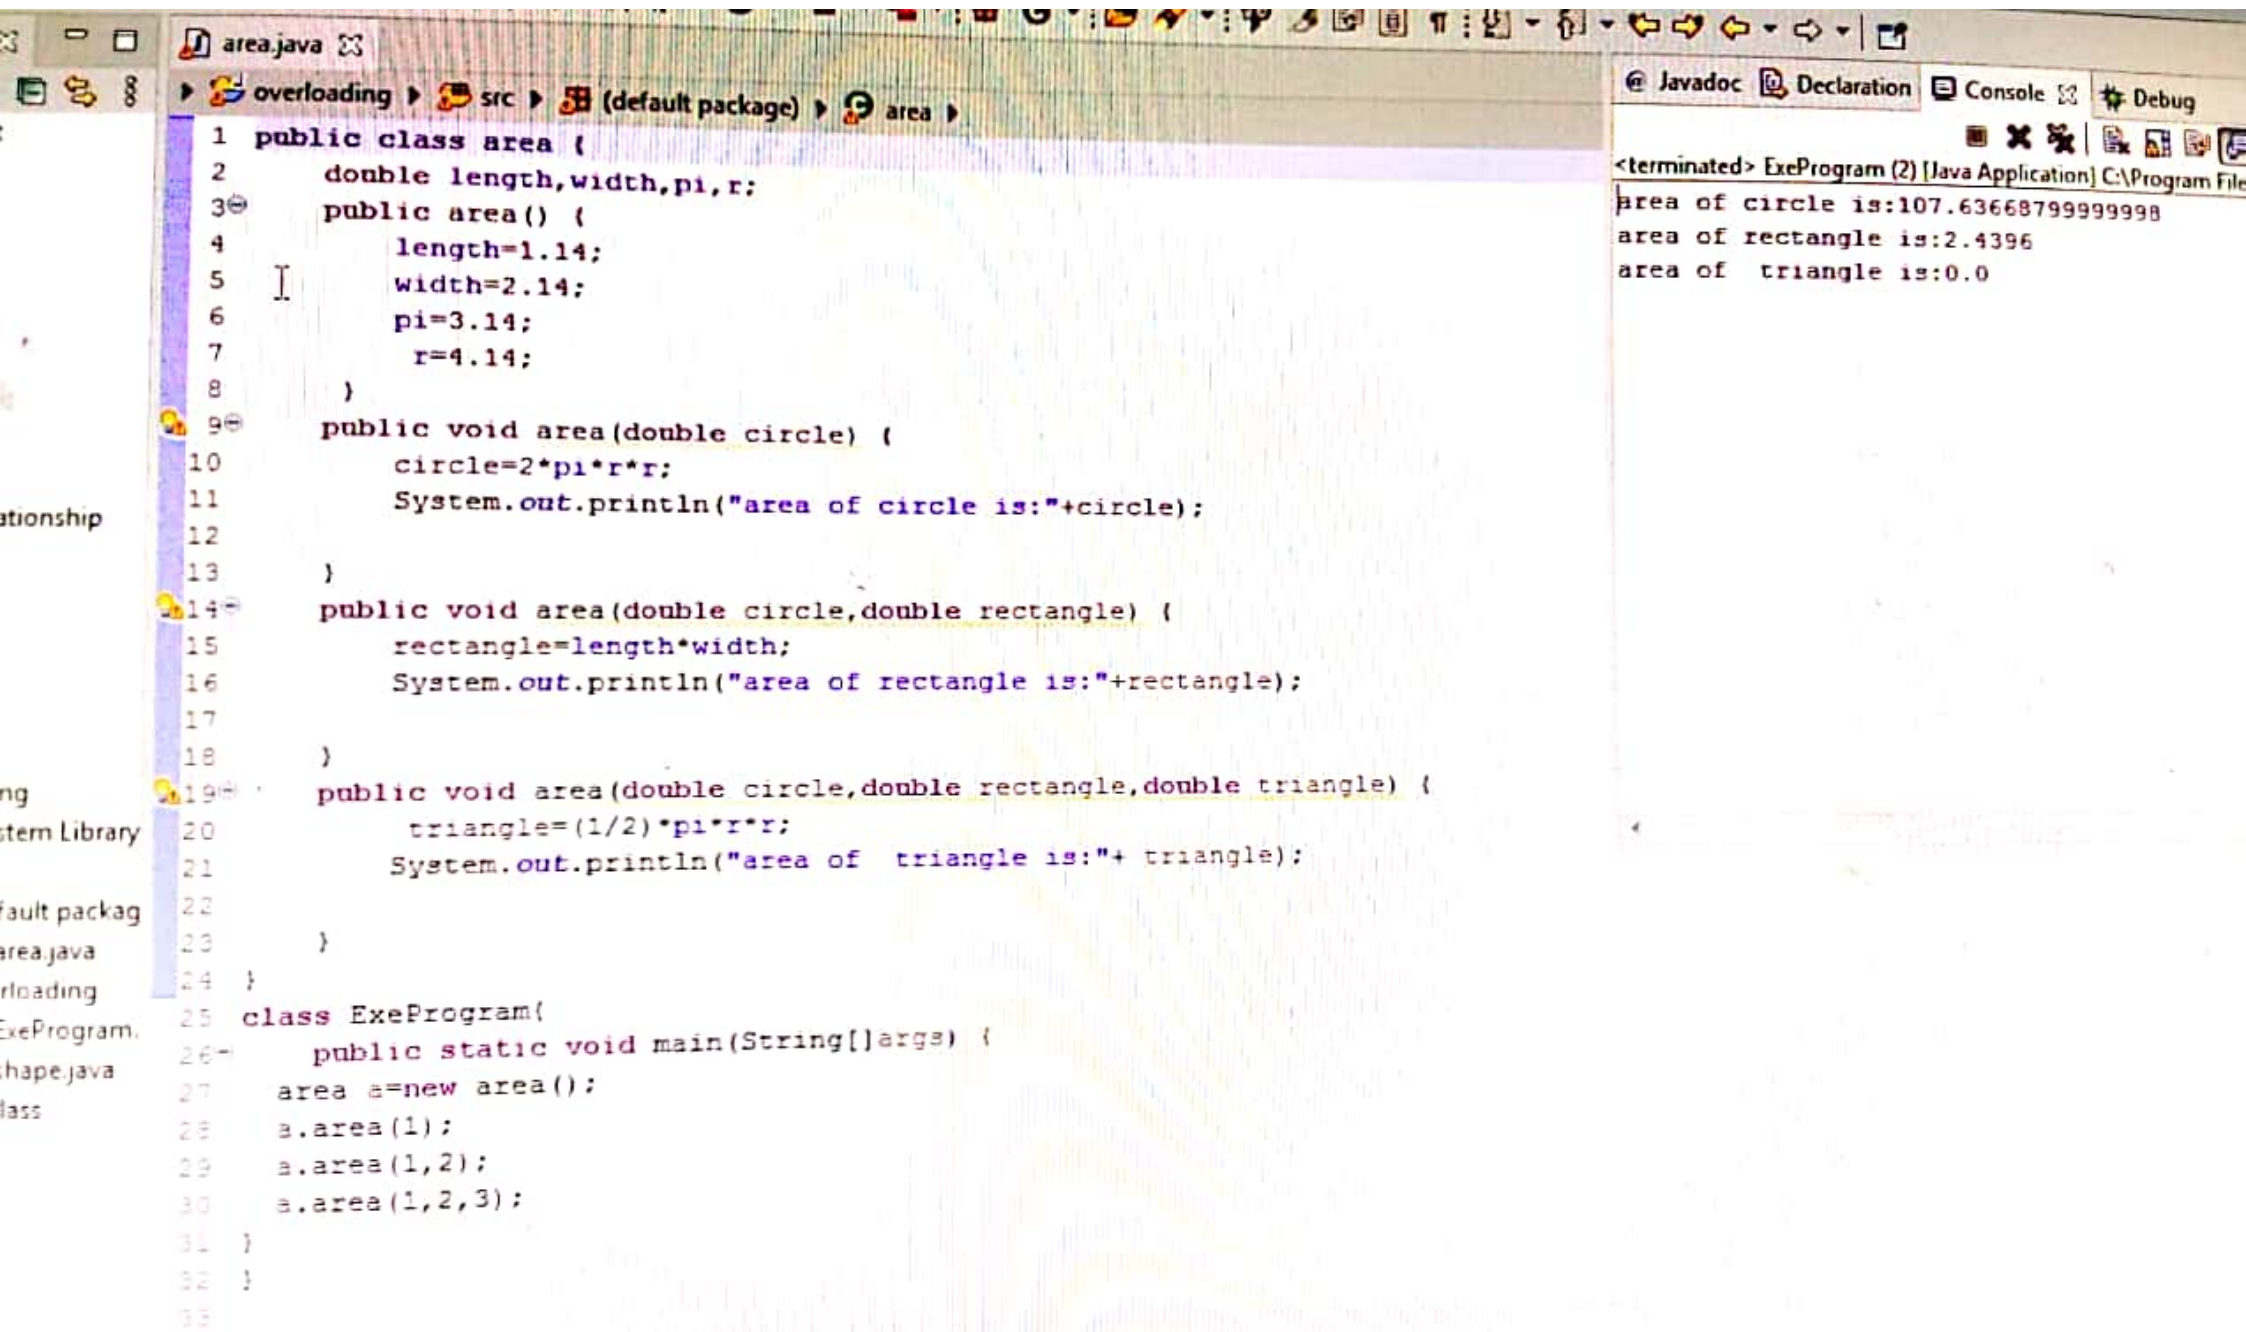 area.java
overloading src (default package) area
1 public class area {
2 double length,width,pi,r;
3 public area() {
4 length=1.14;
5 width=2.14;
6 pi=3.14;
7 r=4.14;
8 }
9 public void area(double circle) {
10 circle=2*pi*r*r;
11 System.out.println("area of circle is:"+circle);
12
13 }
14 public void area(double circle,double rectangle) {
15 rectangle=length*width;
16 System.out.println("area of rectangle is:"+rectangle);
17
18 }
19 public void area(double circle,double rectangle,double triangle) {
20 triangle=(1/2)*pi*r*r;
21 System.out.println("area of  triangle is:"+ triangle);
22
23 }
24 }
25 class ExeProgram{
26 public static void main(String[]args) {
27 area a=new area();
28 a.area(1);
29 a.area(1,2);
30 a.area(1,2,3);
31 }
32 }
33
@ Javadoc Declaration Console Debug
<terminated> ExeProgram (2) [Java Application] C:\Program File
area of circle is:107.63668799999998
area of rectangle is:2.4396
area of  triangle is:0.0
ationship
ng
stem Library
fault packag
area.java
rloading
ExeProgram.
hape.java
lass